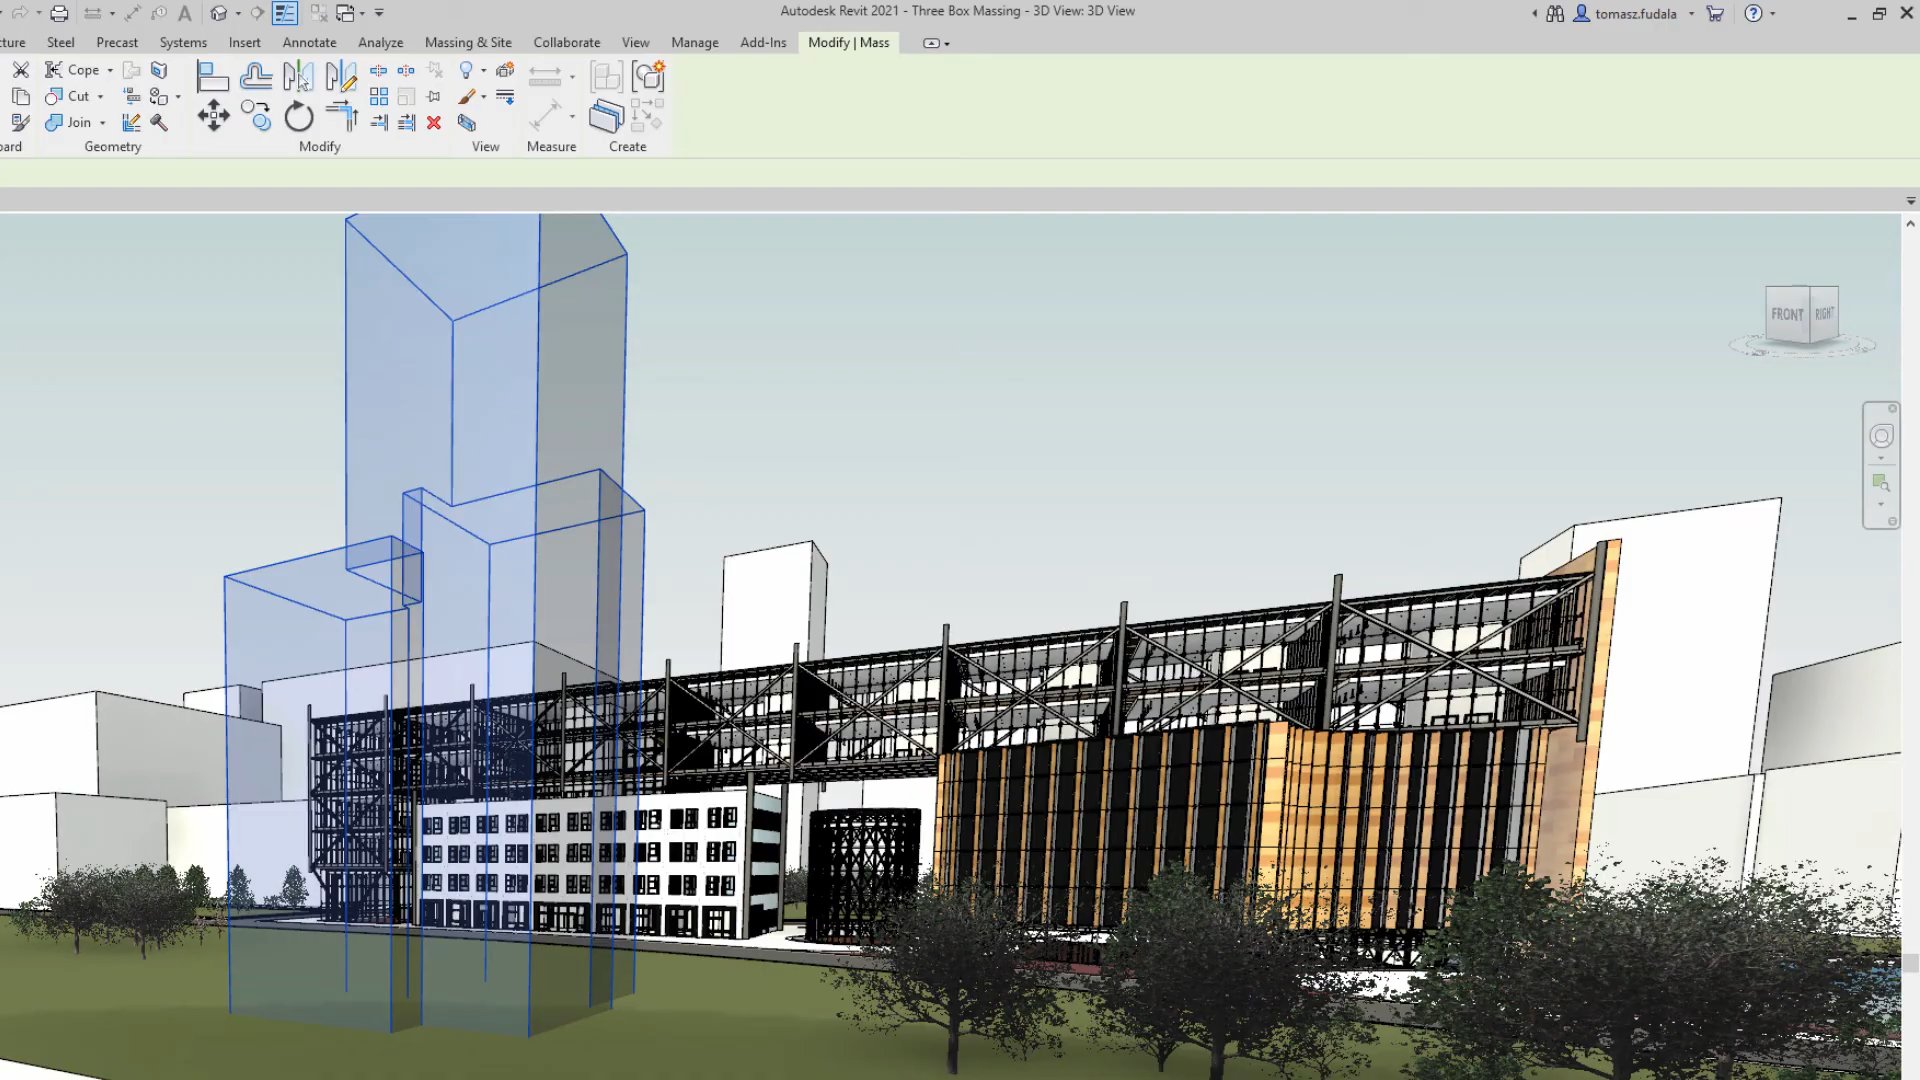 Autodesk Revit 2021 - Three Box Massing - 3D View: 3D View
tomasz.fudala
cture Steel Precast Systems Insert Annotate Analyze Massing & Site Collaborate View Manage Add-Ins Modify | Mass
Cope
Cut
Join
oard Geometry Modify View Measure Create
FRONT RIGHT